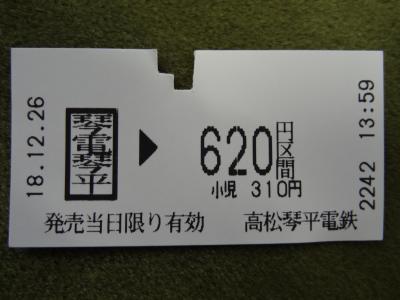 18.12.26
琴電琴平
▶
620円区間
小児 310円
2242 13:59
発売当日限り有効 高松琴平電鉄